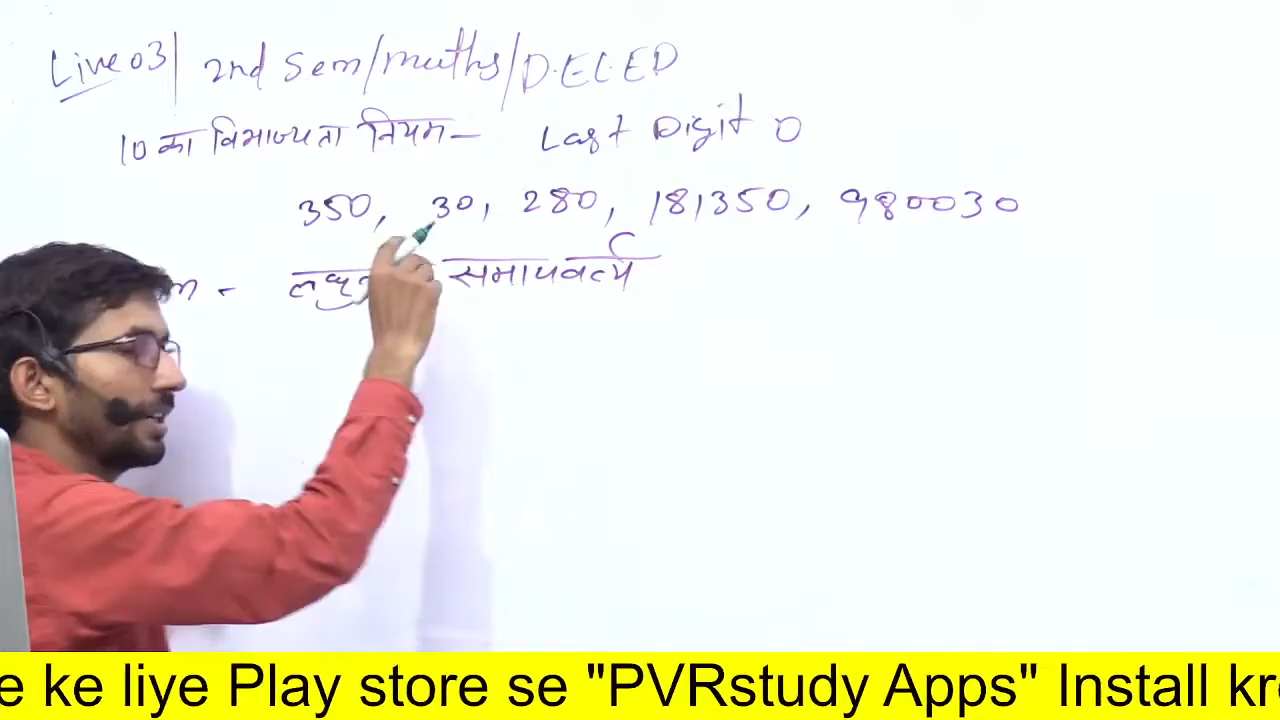 Live 03| 2nd Sem/Maths/D.EL.ED
10 का विभाज्यता नियम— Last Digit 0
350, 30, 280, 181350, 980030
समापवर्त्य
e ke liye Play store se "PVRstudy Apps" Install kr